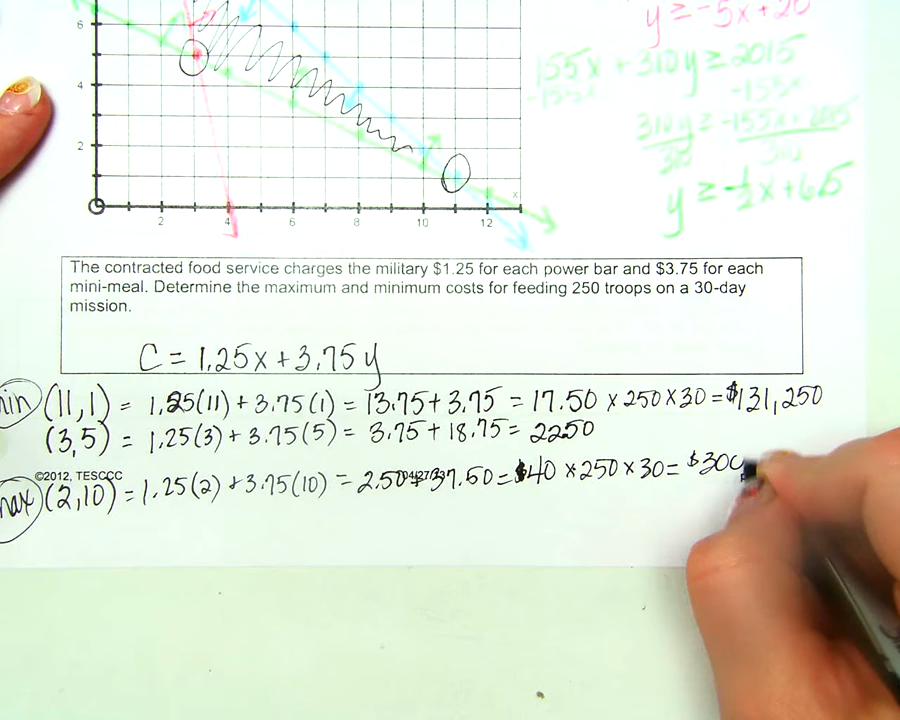 y ≥ -5x + 20
155x + 310y ≥ 2015
-155x -155x
310y ≥ -155x + 2015
310 310
y ≥ -1/2x + 6.5
6
4
2
x
2 4 6 8 10 12
The contracted food service charges the military $1.25 for each power bar and $3.75 for each
mini-meal. Determine the maximum and minimum costs for feeding 250 troops on a 30-day
mission.
C = 1.25x + 3.75y
min (11,1) = 1.25(11) + 3.75(1) = 13.75 + 3.75 = 17.50 × 250 × 30 = $131,250
(3,5) = 1.25(3) + 3.75(5) = 3.75 + 18.75 = 22.50
©2012, TESCCC
max (2,10) = 1.25(2) + 3.75(10) = 2.50 + 37.50 = $40 × 250 × 30 = $300